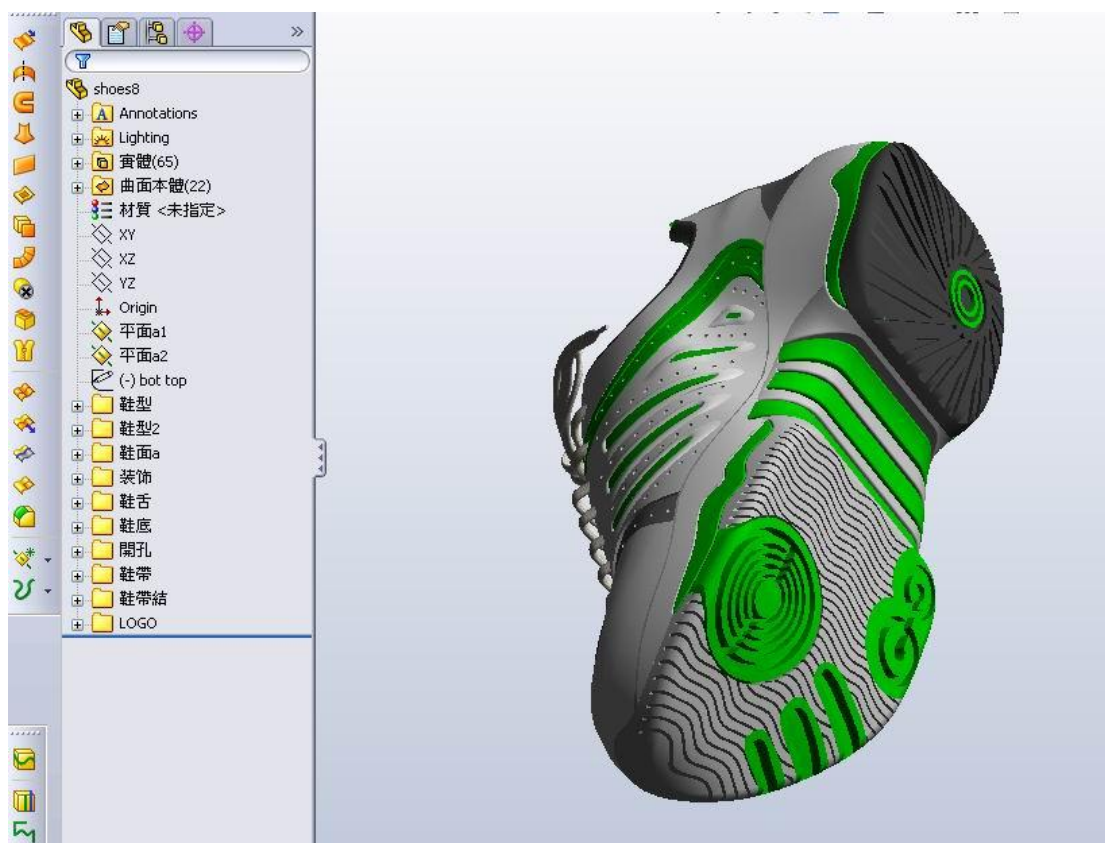 shoes8
Annotations
Lighting
實體(65)
曲面本體(22)
材質 <未指定>
XY
XZ
YZ
Origin
平面a1
平面a2
(-) bot top
鞋型
鞋型2
鞋面a
装饰
鞋舌
鞋底
開孔
鞋帶
鞋帶結
LOGO